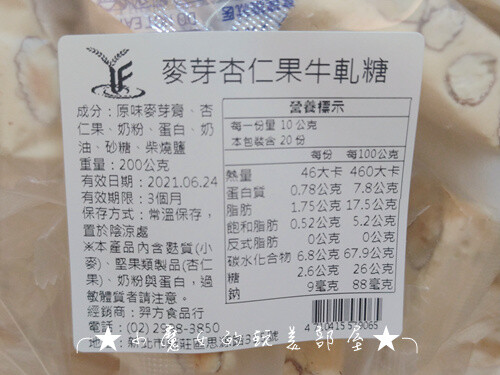 麥芽杏仁果牛軋糖
成分：原味麥芽膏、杏
仁果、奶粉、蛋白、奶
油、砂糖、柴燒鹽
重量：200公克
有效日期：2021.06.24
有效期限：3個月
保存方式：常溫保存，
置於陰涼處
※本產品內含麩質(小
麥)、堅果類製品(杏仁
果)、奶粉與蛋白，過
敏體質者請注意。
經銷商：羿方食品行
電話：(02)
營養標示
每一份量 10 公克
本包裝含 20 份
每份 每100公克
熱量 46大卡 460大卡
蛋白質 0.78公克 7.8公克
脂肪 1.75公克 17.5公克
飽和脂肪 0.52公克 5.2公克
反式脂肪 0公克 0公克
碳水化合物 6.8公克 67.9公克
糖 2.6公克 26公克
鈉 9毫克 88毫克
★小魔女的甜美部屋★